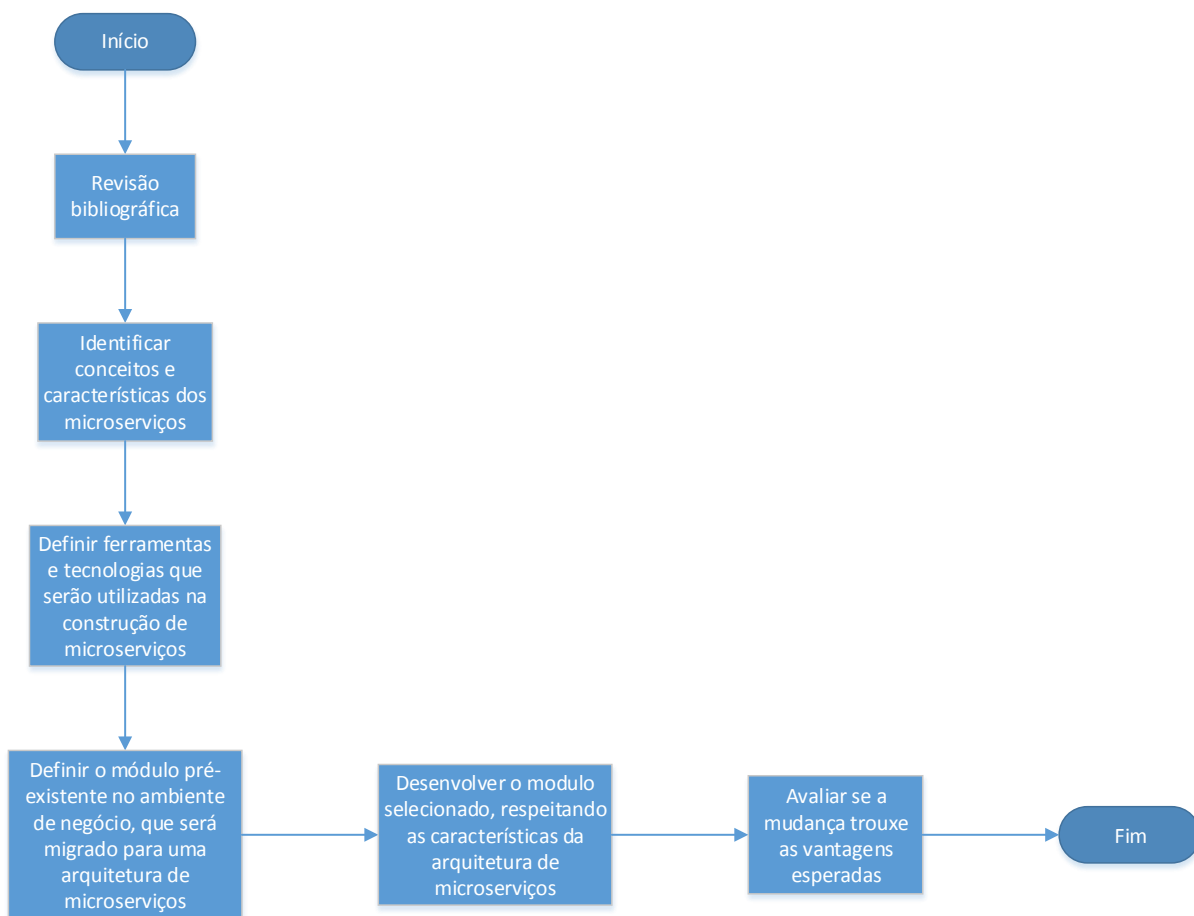 Início
Revisão
bibliográfica
Identificar
conceitos e
características dos
microserviços
Definir ferramentas
e tecnologias que
serão utilizadas na
construção de
microserviços
Definir o módulo pré-
existente no ambiente
de negócio, que será
migrado para uma
arquitetura de
microserviços
Desenvolver o modulo
selecionado, respeitando
as características da
arquitetura de
microserviços
Avaliar se a
mudança trouxe
as vantagens
esperadas
Fim